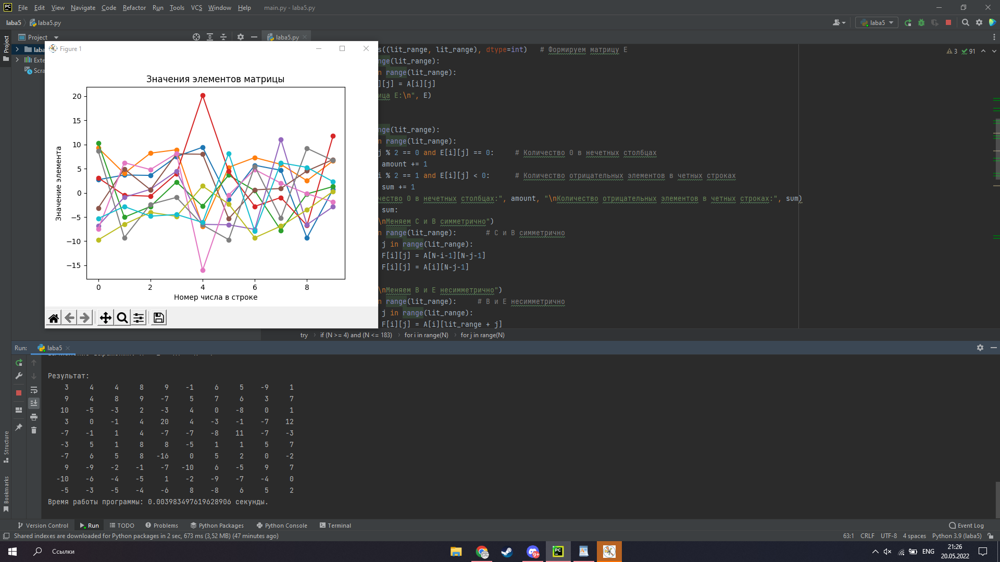 File Edit View Navigate Code Refactor Run Tools VCS Window Help main.py - laba5.py
laba5 laba5.py
laba5
Project
laba5.py
Project
Structure
Bookmarks
Figure 1
Значения элементов матрицы
Значение элемента
20
15
10
5
0
−5
−10
−15
0 2 4 6 8
Номер числа в строке
s((lit_range, lit_range), dtype=int) # Формируем матрицу E
nge(lit_range):
n range(lit_range):
][j] = A[i][j]
ица E:\n", E)
nge(lit_range):
n range(lit_range):
j % 2 == 0 and E[i][j] == 0: # Количество 0 в нечетных столбцах
amount += 1
i % 2 == 1 and E[i][j] < 0: # Количество отрицательных элементов в четных строках
sum += 1
чество 0 в нечетных столбцах:", amount, "\nКоличество отрицательных элементов в четных строках:", sum)
sum:
\nМеняем C и B симметрично")
n range(lit_range): # C и B симметрично
j in range(lit_range):
F[i][j] = A[N-i-1][N-j-1]
F[i][j] = A[i][N-j-1]
\nМеняем B и E несимметрично")
n range(lit_range): # B и E несимметрично
j in range(lit_range):
F[i][j] = A[i][lit_range + j]
3 91
try if (N >= 4) and (N <= 183) for i in range(N) for j in range(N)
Run: laba5
Результат:
3 4 4 8 9 -1 6 5 -9 1
9 4 8 9 -7 5 7 6 3 7
10 -5 -3 2 -3 4 0 -8 0 1
3 0 -1 4 20 4 -3 -1 -7 12
-7 -1 1 4 -7 -7 -8 11 -7 -3
-3 5 1 8 8 -5 1 1 5 7
-7 6 5 8 -16 0 5 2 0 -2
9 -9 -2 -1 -7 -10 6 -5 9 7
-10 -6 -4 -5 1 -2 -9 -7 -4 0
-5 -3 -5 -4 -6 8 -8 6 5 2
Время работы программы: 0.003983497619628906 секунды.
Version Control Run TODO Problems Python Packages Python Console Terminal Event Log
Shared indexes are downloaded for Python packages in 2 sec, 673 ms (3,52 MB) (47 minutes ago) 63:1 CRLF UTF-8 4 spaces Python 3.9 (laba5)
Ссылки
ENG
21:26
20.05.2022